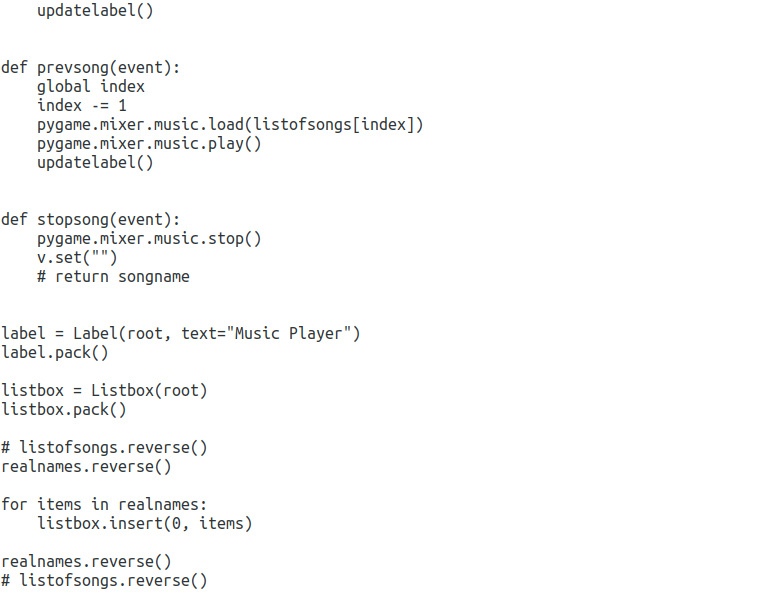 updatelabel()


def prevsong(event):
    global index
    index -= 1
    pygame.mixer.music.load(listofsongs[index])
    pygame.mixer.music.play()
    updatelabel()


def stopsong(event):
    pygame.mixer.music.stop()
    v.set("")
    # return songname


label = Label(root, text="Music Player")
label.pack()

listbox = Listbox(root)
listbox.pack()

# listofsongs.reverse()
realnames.reverse()

for items in realnames:
    listbox.insert(0, items)

realnames.reverse()
# listofsongs.reverse()